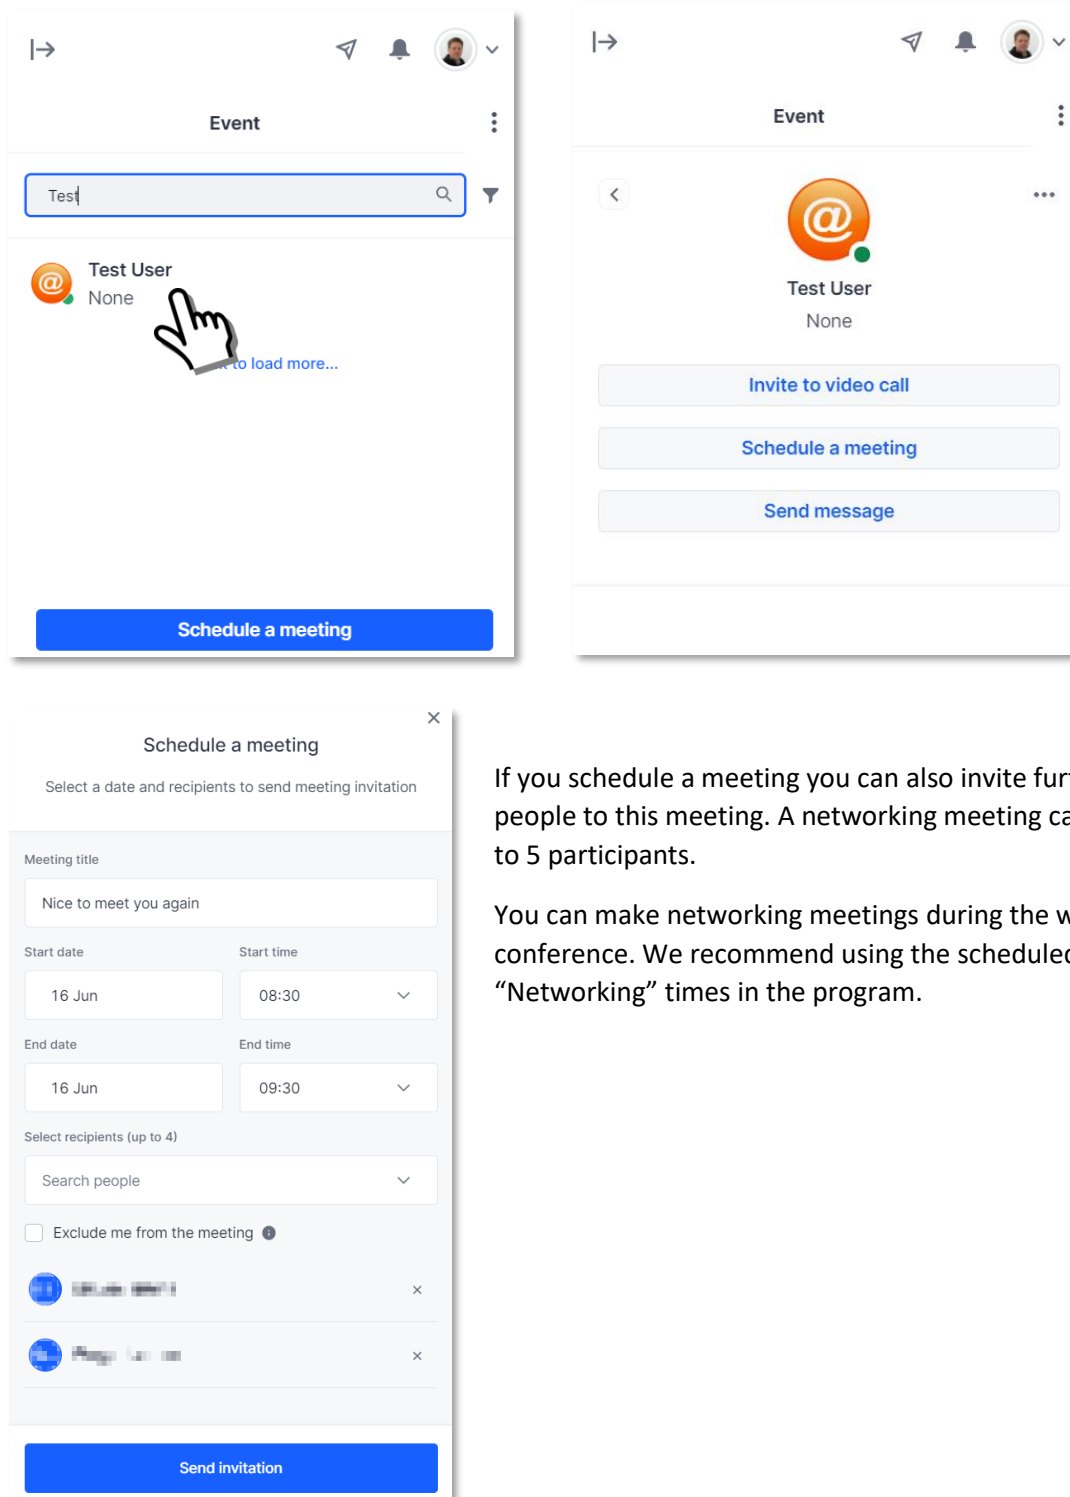 Event
Test
Test User
None
to load more...
Schedule a meeting
Event
Test User
None
Invite to video call
Schedule a meeting
Send message
Schedule a meeting
Select a date and recipients to send meeting invitation
Meeting title
Nice to meet you again
Start date
Start time
16 Jun
08:30
End date
End time
16 Jun
09:30
Select recipients (up to 4)
Search people
Exclude me from the meeting
Send invitation
If you schedule a meeting you can also invite
people to this meeting. A networking meeting
to 5 participants.
You can make networking meetings during the
conference. We recommend using the scheduled
“Networking” times in the program.